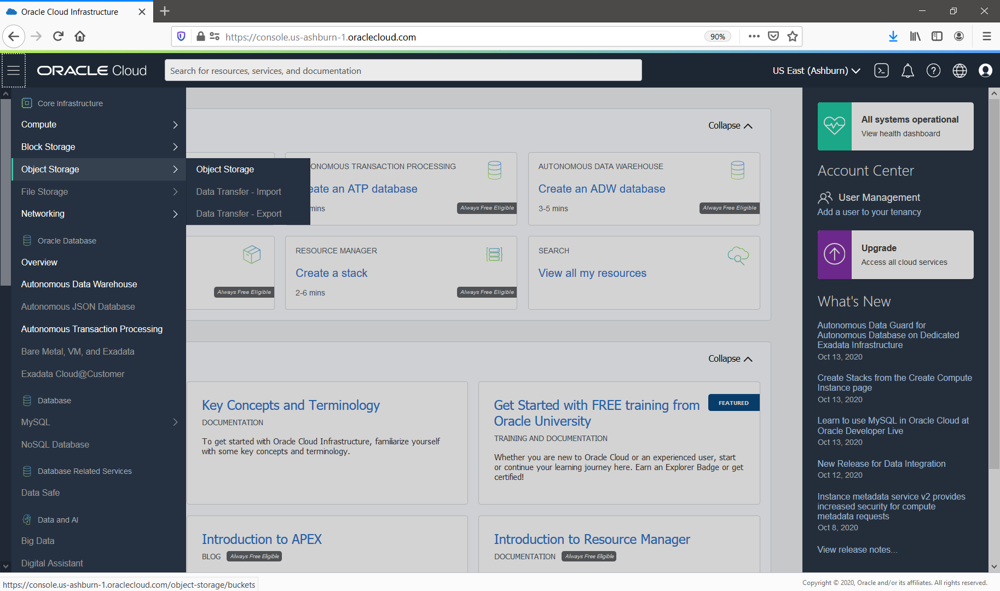 Oracle Cloud Infrastructure
https://console.us-ashburn-1.oraclecloud.com
90%
ORACLE Cloud
Search for resources, services, and documentation
US East (Ashburn)
Core Infrastructure
Compute
Block Storage
Object Storage
File Storage
Networking
Oracle Database
Overview
Autonomous Data Warehouse
Autonomous JSON Database
Autonomous Transaction Processing
Bare Metal, VM, and Exadata
Exadata Cloud@Customer
Database
MySQL
NoSQL Database
Database Related Services
Data Safe
Data and AI
Big Data
Digital Assistant
Object Storage
Data Transfer - Import
Data Transfer - Export
Collapse
ONOMOUS TRANSACTION PROCESSING
eate an ATP database
mins
Always Free Eligible
AUTONOMOUS DATA WAREHOUSE
Create an ADW database
3-5 mins
Always Free Eligible
Always Free Eligible
RESOURCE MANAGER
Create a stack
2-6 mins
Always Free Eligible
SEARCH
View all my resources
Collapse
Key Concepts and Terminology
DOCUMENTATION
To get started with Oracle Cloud Infrastructure, familiarize yourself
with some key concepts and terminology.
Get Started with FREE training from
Oracle University
FEATURED
TRAINING AND DOCUMENTATION
Whether you are new to Oracle Cloud or an experienced user, start
or continue your learning journey here. Earn an Explorer Badge or get
certified!
Introduction to APEX
BLOG Always Free Eligible
Introduction to Resource Manager
DOCUMENTATION Always Free Eligible
All systems operational
View health dashboard
Account Center
User Management
Add a user to your tenancy
Upgrade
Access all cloud services
What's New
Autonomous Data Guard for
Autonomous Database on Dedicated
Exadata Infrastructure
Oct 13, 2020
Create Stacks from the Create Compute
Instance page
Oct 13, 2020
Learn to use MySQL in Oracle Cloud at
Oracle Developer Live
Oct 13, 2020
New Release for Data Integration
Oct 12, 2020
Instance metadata service v2 provides
increased security for compute
metadata requests
Oct 8, 2020
View release notes...
https://console.us-ashburn-1.oraclecloud.com/object-storage/buckets
Copyright © 2020, Oracle and/or its affiliates. All rights reserved.